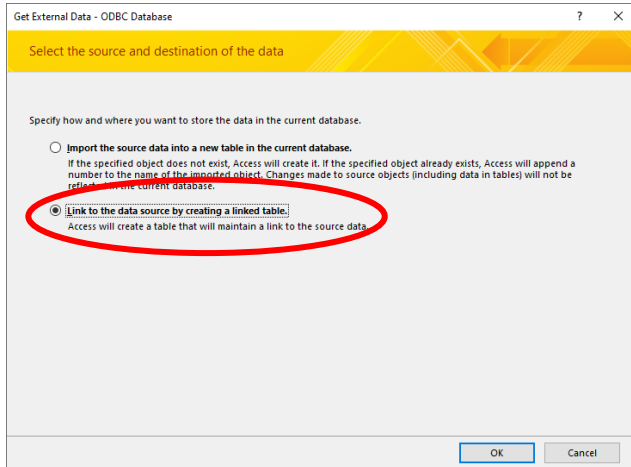 Get External Data - ODBC Database
Select the source and destination of the data
Specify how and where you want to store the data in the current database.
Import the source data into a new table in the current database.
If the specified object does not exist, Access will create it. If the specified object already exists, Access will append a
number to the name of the imported object. Changes made to source objects (including data in tables) will not be
reflected in the current database.
Link to the data source by creating a linked table.
Access will create a table that will maintain a link to the source data.
OK Cancel